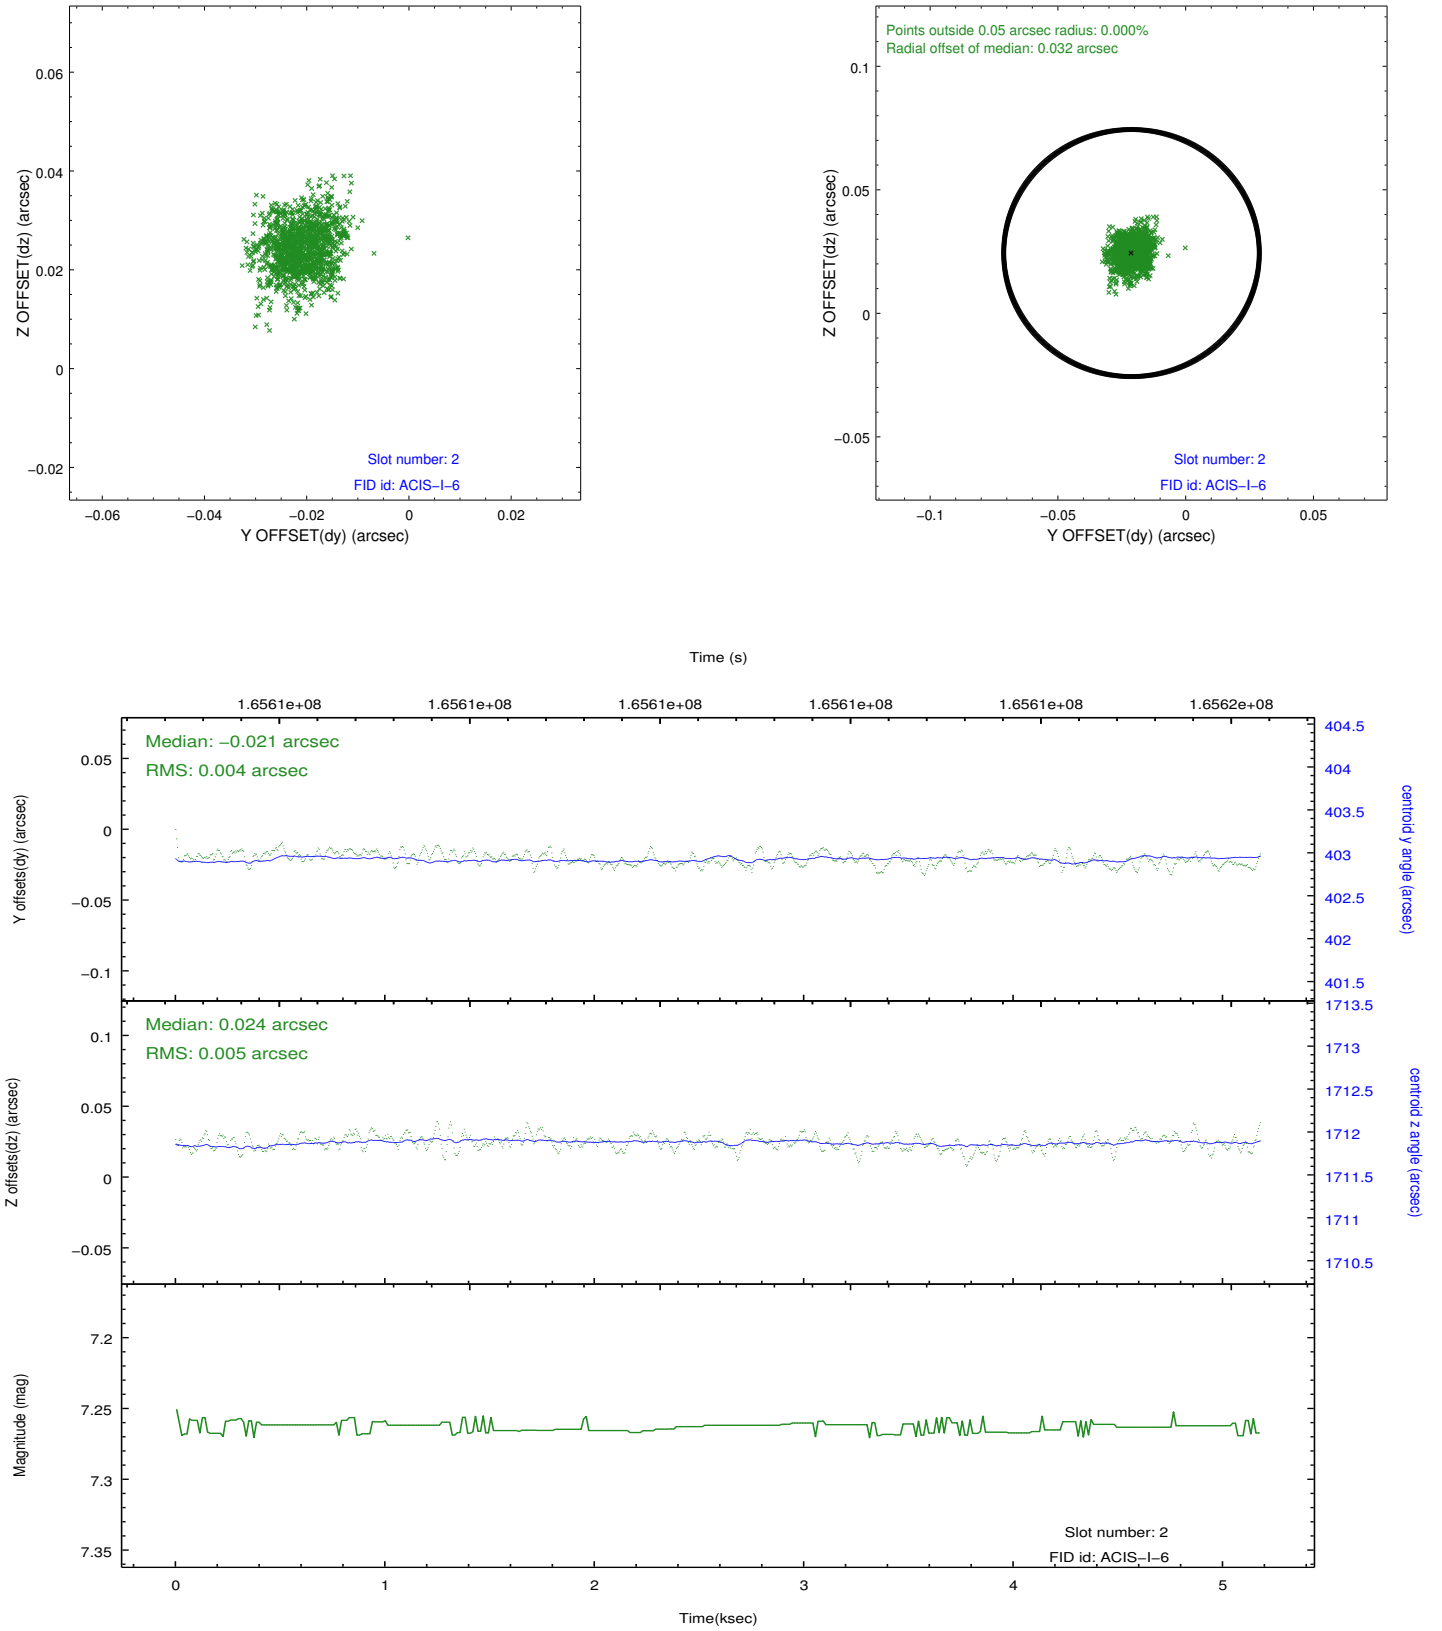 0.06
0.04
0.02
0
−0.02
Z OFFSET(dz) (arcsec)
Slot number: 2
FID id: ACIS−I−6
−0.06
−0.04
−0.02
0
0.02
Y OFFSET(dy) (arcsec)
Points outside 0.05 arcsec radius: 0.000%
Radial offset of median: 0.032 arcsec
0.1
0.05
0
−0.05
Z OFFSET(dz) (arcsec)
Slot number: 2
FID id: ACIS−I−6
−0.1
−0.05
0
0.05
Y OFFSET(dy) (arcsec)
Time (s)
1.6561e+08
1.6561e+08
1.6561e+08
1.6561e+08
1.6561e+08
1.6562e+08
Median: −0.021 arcsec
RMS: 0.004 arcsec
0.05
0
−0.05
−0.1
Y offsets(dy) (arcsec)
404.5
404
403.5
403
402.5
402
401.5
centroid y angle (arcsec)
Median: 0.024 arcsec
RMS: 0.005 arcsec
0.1
0.05
0
−0.05
Z offsets(dz) (arcsec)
1713.5
1713
1712.5
1712
1711.5
1711
1710.5
centroid z angle (arcsec)
7.2
7.25
7.3
7.35
Magnitude (mag)
Slot number: 2
FID id: ACIS−I−6
0
1
2
3
4
5
Time(ksec)